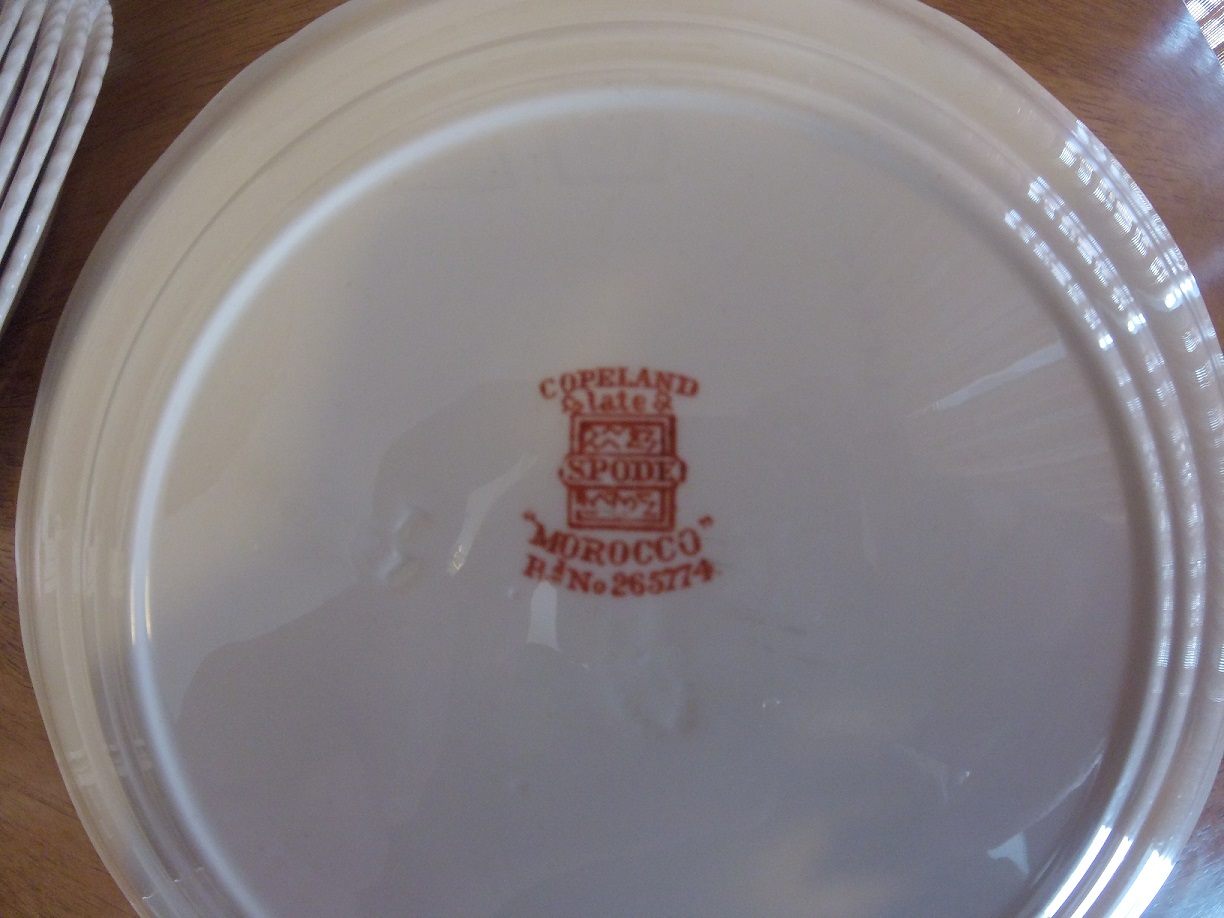 COPELAND
late
SPODE
"MOROCCO"
Rd No 265774